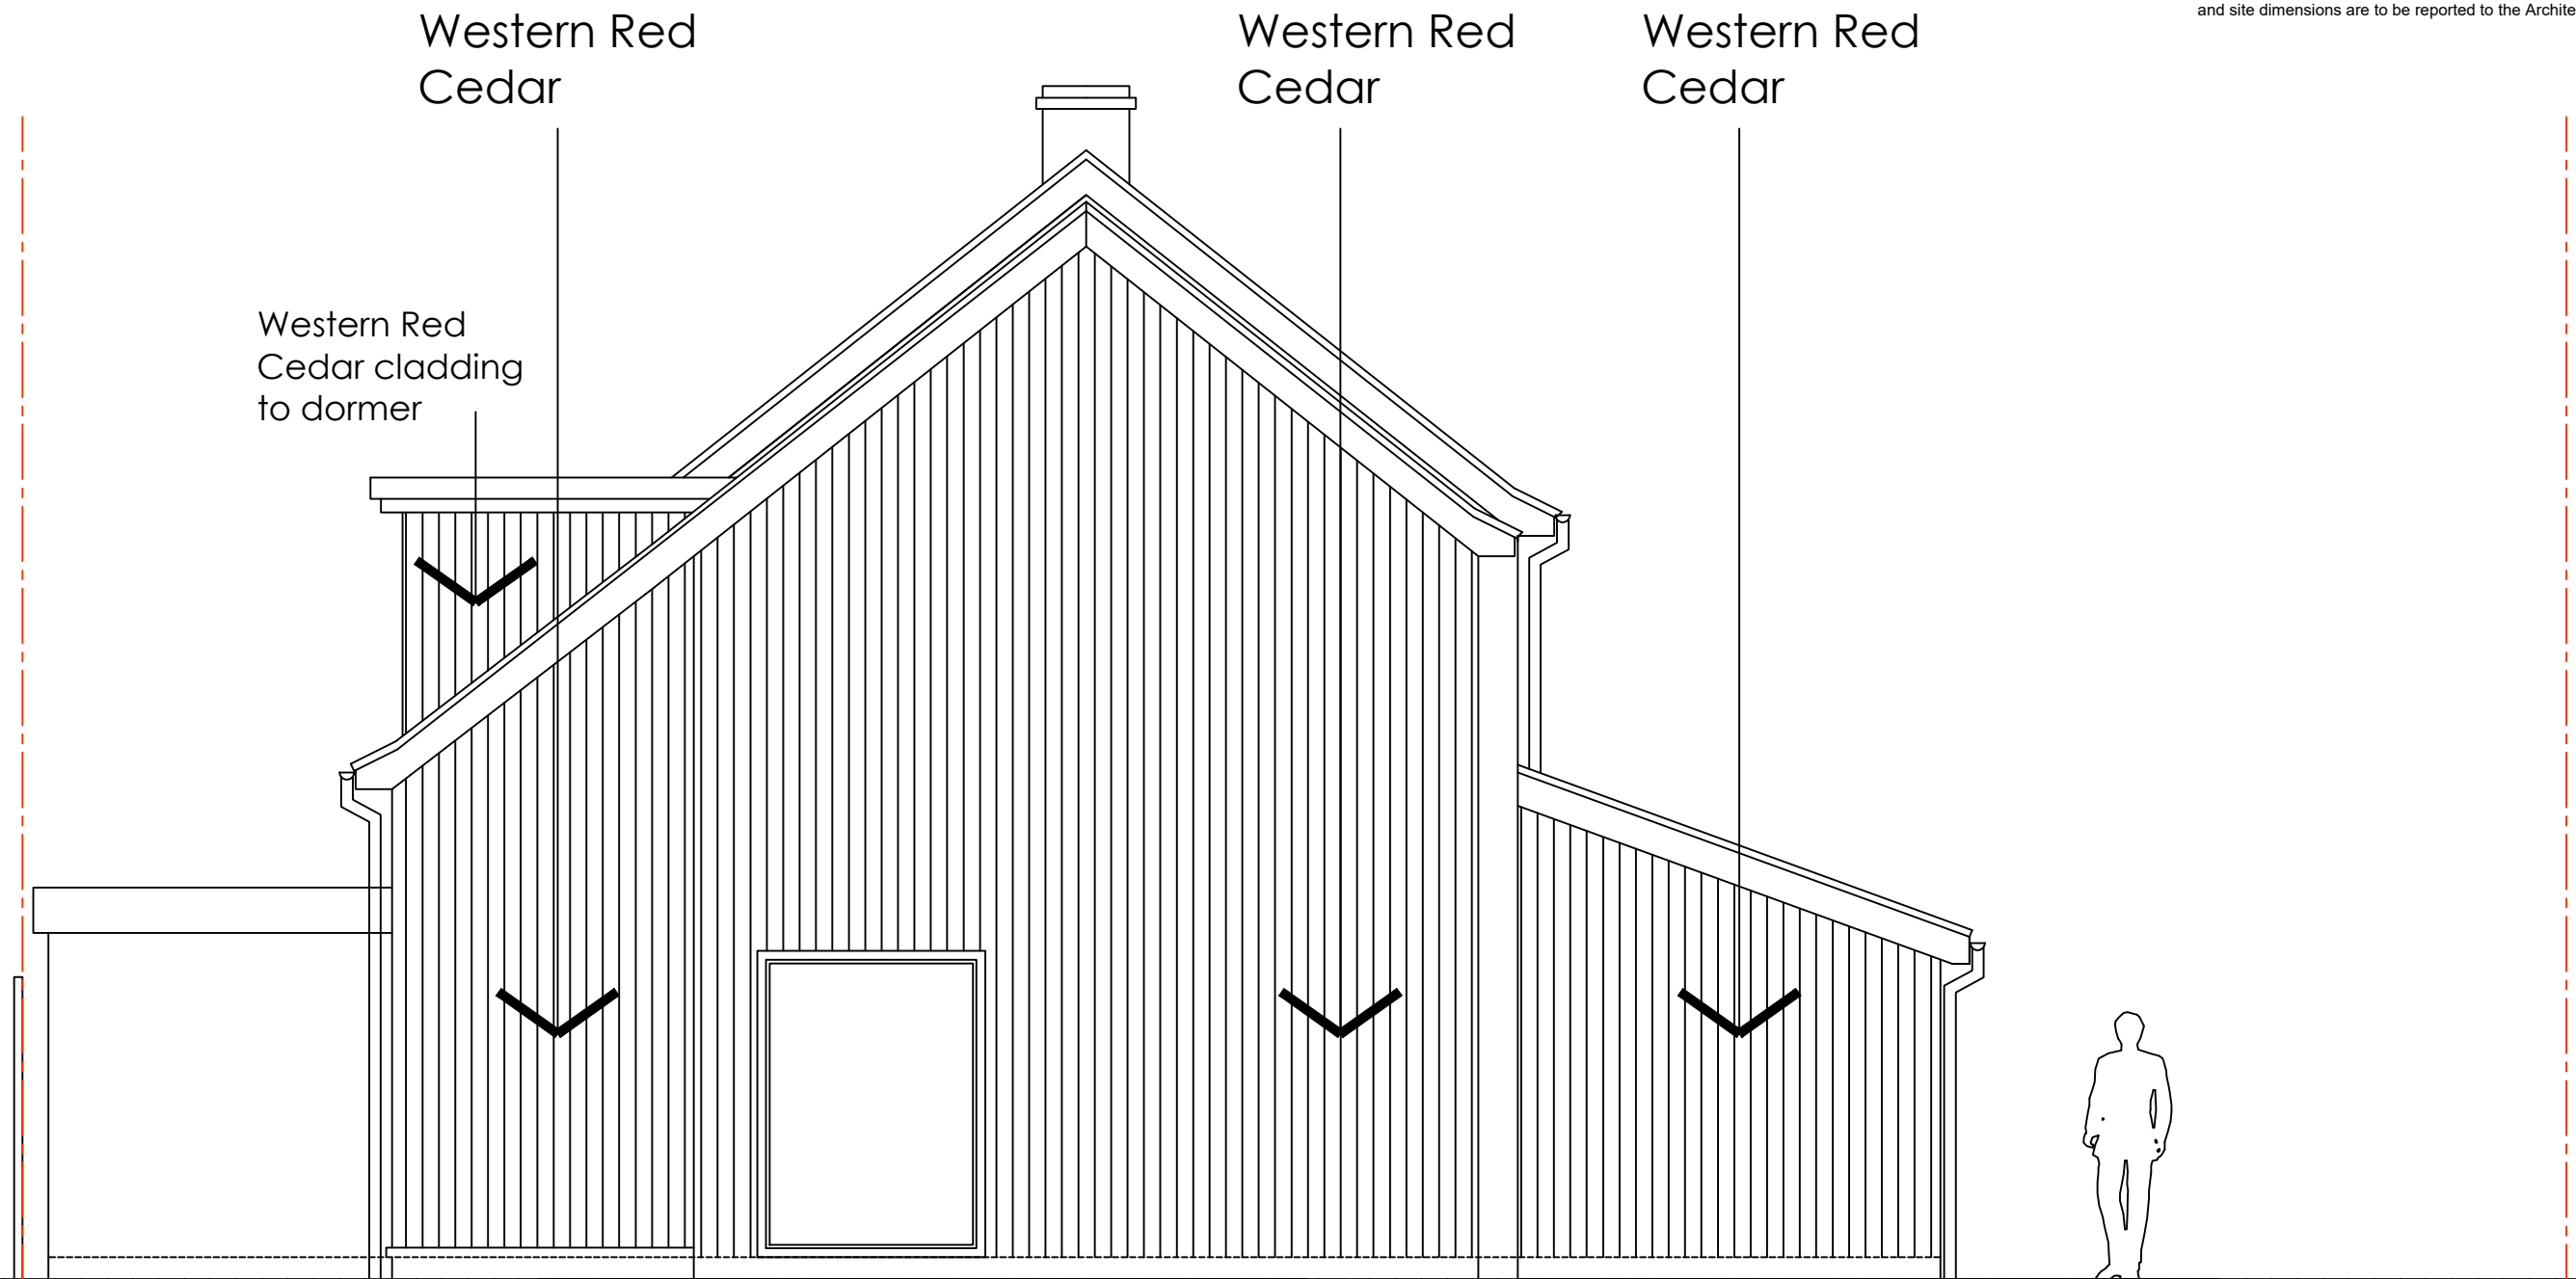 and site dimensions are to be reported to the Archite
Western Red
Cedar
Western Red
Cedar
Western Red
Cedar
Western Red
Cedar cladding
to dormer